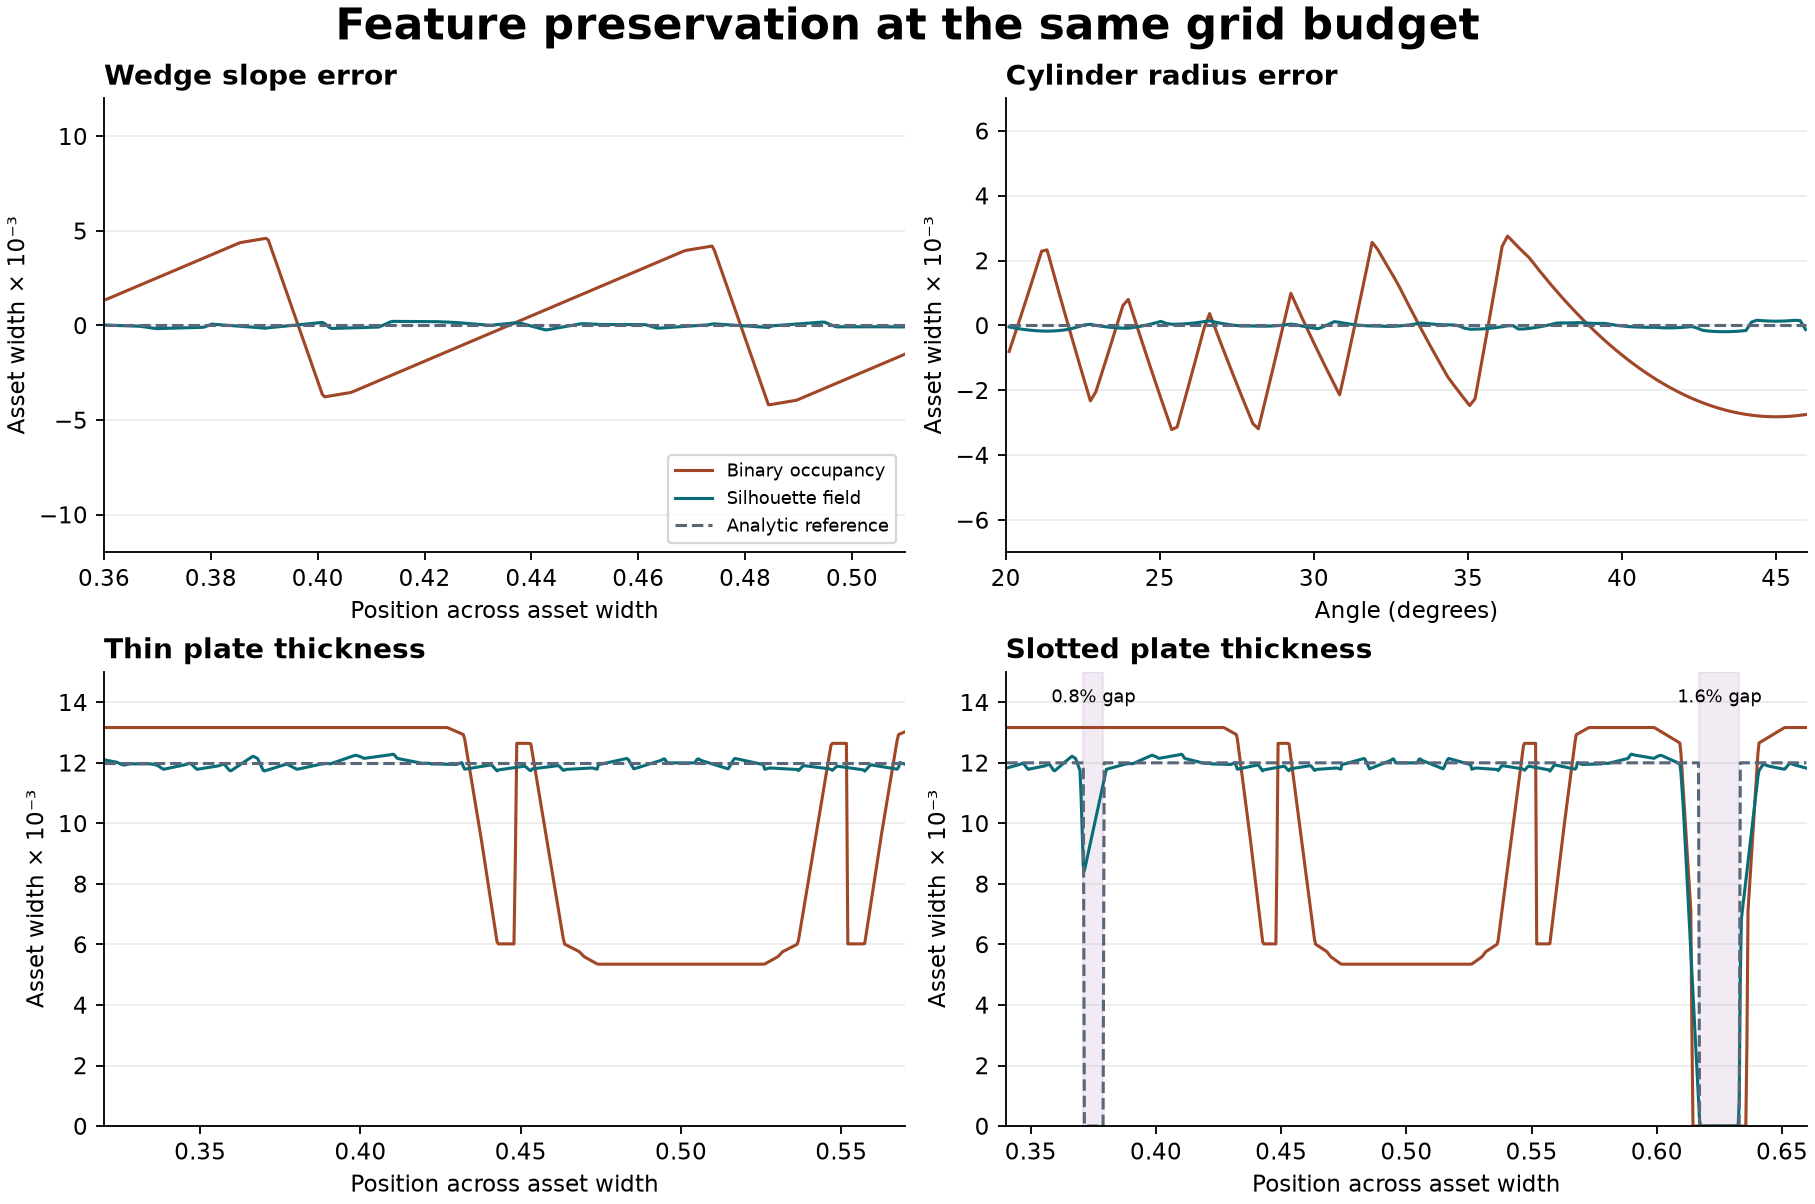 Feature preservation at the same grid budget
Wedge slope error
Asset width × 10⁻³
10
5
0
−5
−10
Binary occupancy
Silhouette field
Analytic reference
0.36 0.38 0.40 0.42 0.44 0.46 0.48 0.50
Position across asset width
Cylinder radius error
Asset width × 10⁻³
6
4
2
0
−2
−4
−6
20 25 30 35 40 45
Angle (degrees)
Thin plate thickness
Asset width × 10⁻³
14
12
10
8
6
4
2
0
0.35 0.40 0.45 0.50 0.55
Position across asset width
Slotted plate thickness
Asset width × 10⁻³
0.8% gap
1.6% gap
14
12
10
8
6
4
2
0
0.35 0.40 0.45 0.50 0.55 0.60 0.65
Position across asset width